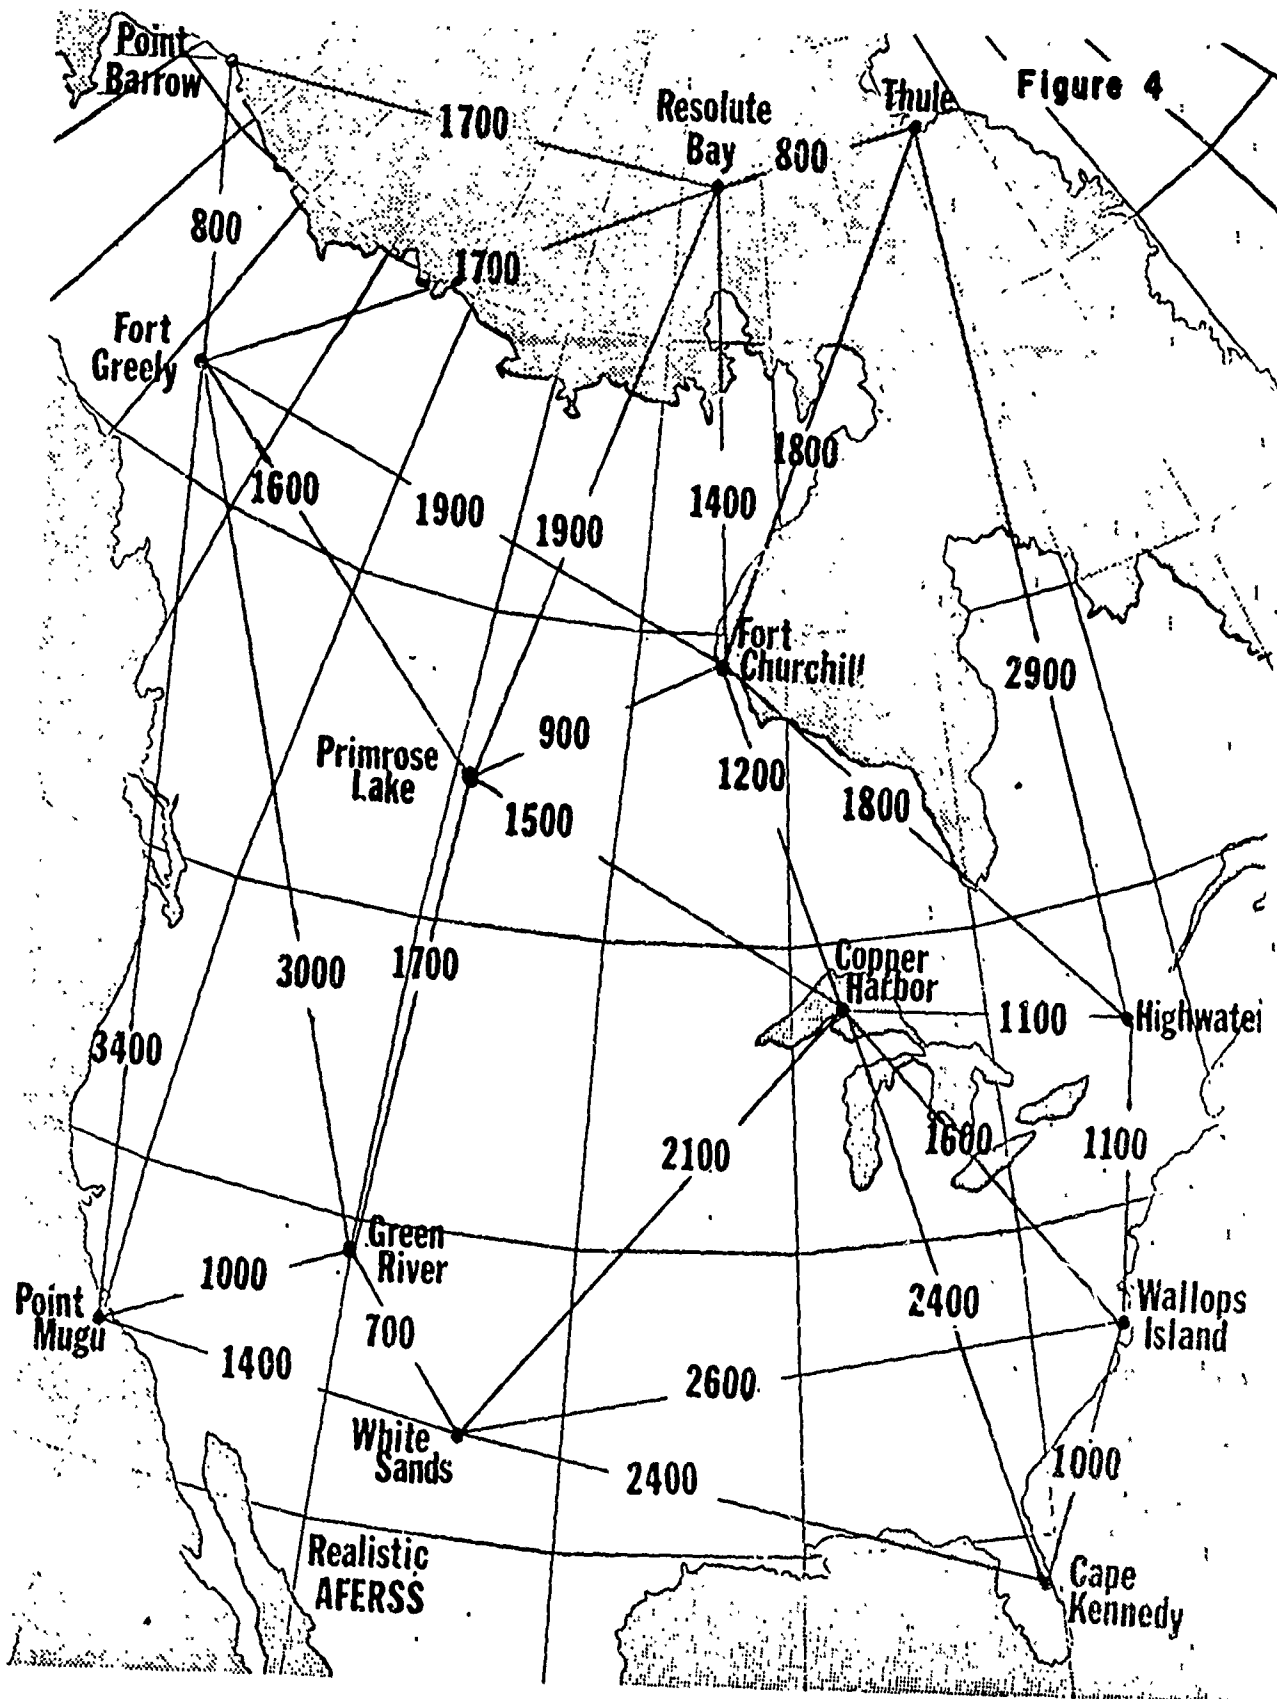 Point
Barrow
Figure 4
Thule
Resolute
Bay
1700
800
800
1700
Fort
Greely
1800
1600
1900
1900
1400
Fort
Churchill
2900
900
Primrose
Lake
1200
1500
1800
Copper
Harbor
3000
1700
1100
Highwater
3400
1600
1100
2100
Green
River
1000
2400
Wallops
Island
Point
Mugu
700
1400
2600
White
Sands
2400
1000
Realistic
AFERSS
Cape
Kennedy